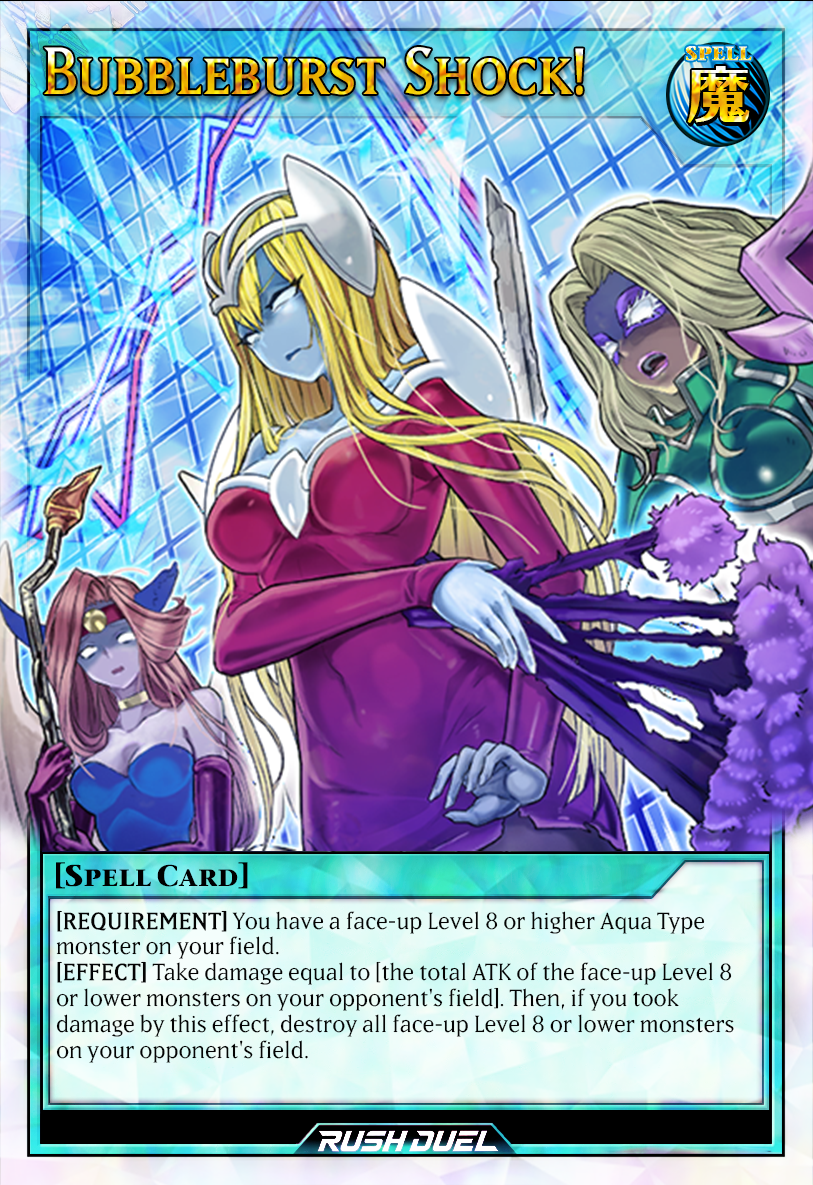 Bubbleburst Shock!
SPELL
魔
[Spell Card]
[REQUIREMENT] You have a face-up Level 8 or higher Aqua Type
monster on your field.
[EFFECT] Take damage equal to [the total ATK of the face-up Level 8
or lower monsters on your opponent's field]. Then, if you took
damage by this effect, destroy all face-up Level 8 or lower monsters
on your opponent's field.
RUSH DUEL